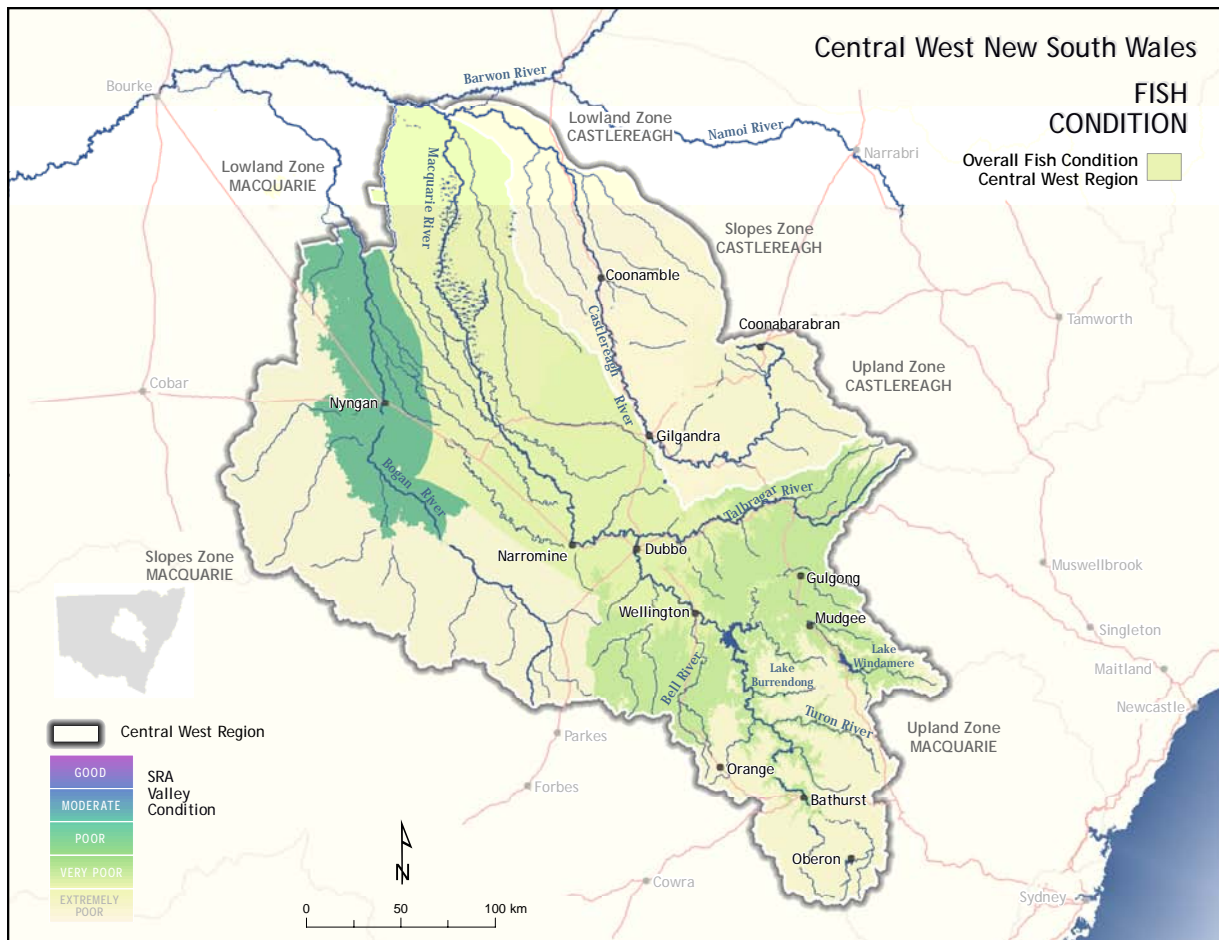 Central West New South Wales
FISH
CONDITION
Overall Fish Condition
Central West Region
Barwon River
Bourke
Lowland Zone
CASTLEREAGH
Namoi River
Narrabri
Lowland Zone
MACQUARIE
Macquarie River
Slopes Zone
CASTLEREAGH
Coonamble
Castlereagh River
Coonabarabran
Tamworth
Upland Zone
CASTLEREAGH
Cobar
Nyngan
Gilgandra
Bogan River
Talbragar River
Narromine
Dubbo
Slopes Zone
MACQUARIE
Gulgong
Muswellbrook
Wellington
Mudgee
Singleton
Lake
Windamere
Maitland
Lake
Burrendong
Bell River
Newcastle
Turon River
Upland Zone
MACQUARIE
Central West Region
Parkes
Orange
GOOD
MODERATE
POOR
VERY POOR
EXTREMELY
POOR
SRA
Valley
Condition
Forbes
Bathurst
Oberon
Cowra
Sydney
N
0
50
100 km